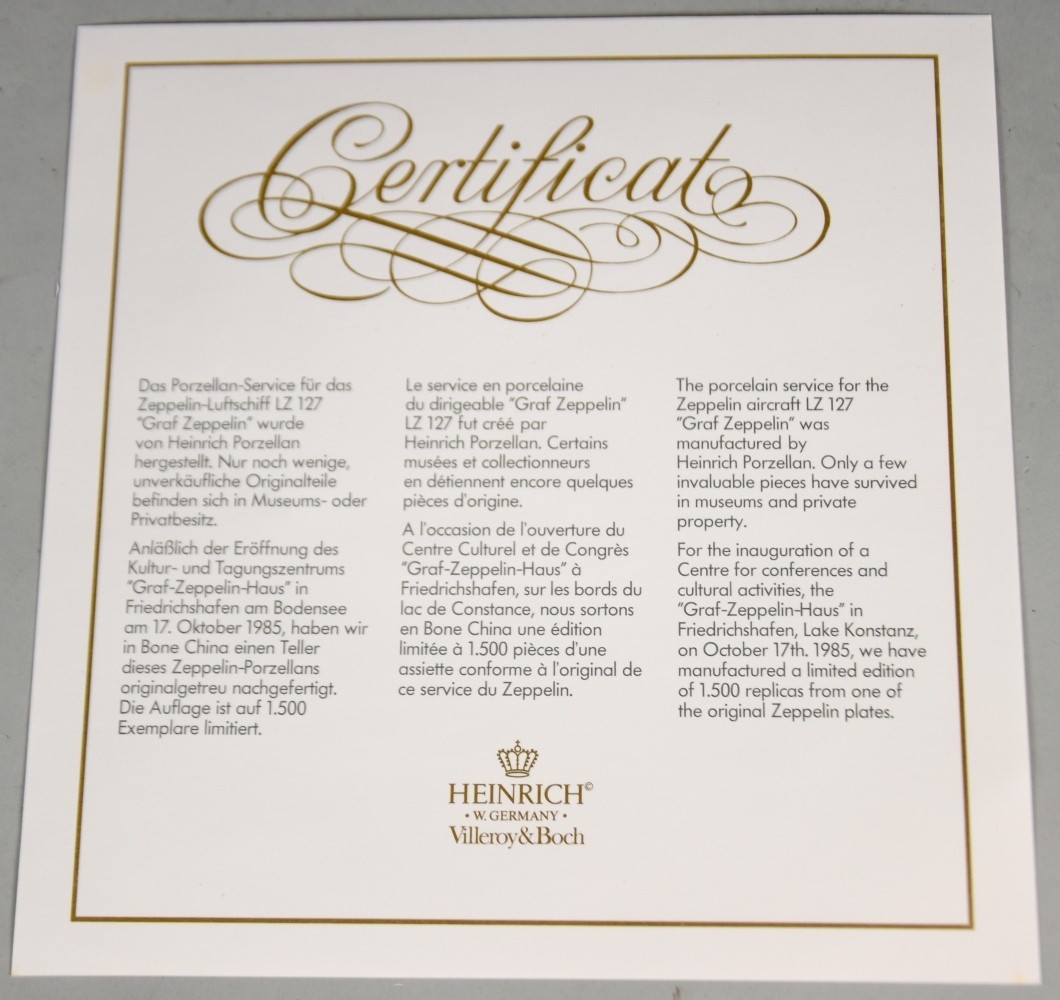 Certificat
Das Porzellan-Service für das
Zeppelin-Luftschiff LZ 127
"Graf Zeppelin" wurde
von Heinrich Porzellan
hergestellt. Nur noch wenige,
unverkäufliche Originalteile
befinden sich in Museums- oder
Privatbesitz.
Anläßlich der Eröffnung des
Kultur- und Tagungszentrums
"Graf-Zeppelin-Haus" in
Friedrichshafen am Bodensee
am 17. Oktober 1985, haben wir
in Bone China einen Teller
dieses Zeppelin-Porzellans
originalgetreu nachgefertigt.
Die Auflage ist auf 1.500
Exemplare limitiert.
Le service en porcelaine
du dirigeable "Graf Zeppelin"
LZ 127 fut créé par
Heinrich Porzellan. Certains
musées et collectionneurs
en détiennent encore quelques
pièces d'origine.
A l'occasion de l'ouverture du
Centre Culturel et de Congrès
"Graf-Zeppelin-Haus" à
Friedrichshafen, sur les bords du
lac de Constance, nous sortons
en Bone China une édition
limitée à 1.500 pièces d'une
assiette conforme à l'original de
ce service du Zeppelin.
The porcelain service for the
Zeppelin aircraft LZ 127
"Graf Zeppelin" was
manufactured by
Heinrich Porzellan. Only a few
invaluable pieces have survived
in museums and private
property.
For the inauguration of a
Centre for conferences and
cultural activities, the
"Graf-Zeppelin-Haus" in
Friedrichshafen, Lake Konstanz,
on October 17th. 1985, we have
manufactured a limited edition
of 1.500 replicas from one of
the original Zeppelin plates.
HEINRICH©
• W. GERMANY •
Villeroy&Boch